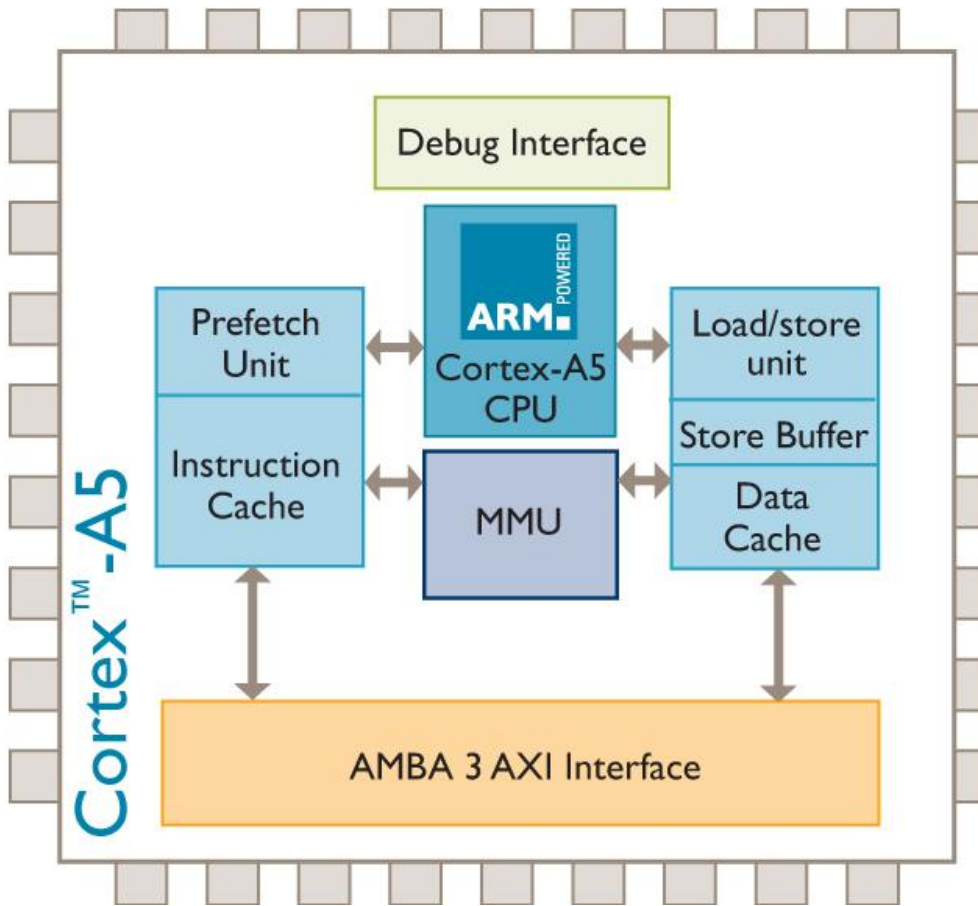 Debug Interface
ARM POWERED
Cortex-A5
CPU
Prefetch
Unit
Instruction
Cache
MMU
Load/store
unit
Store Buffer
Data
Cache
AMBA 3 AXI Interface
Cortex™-A5